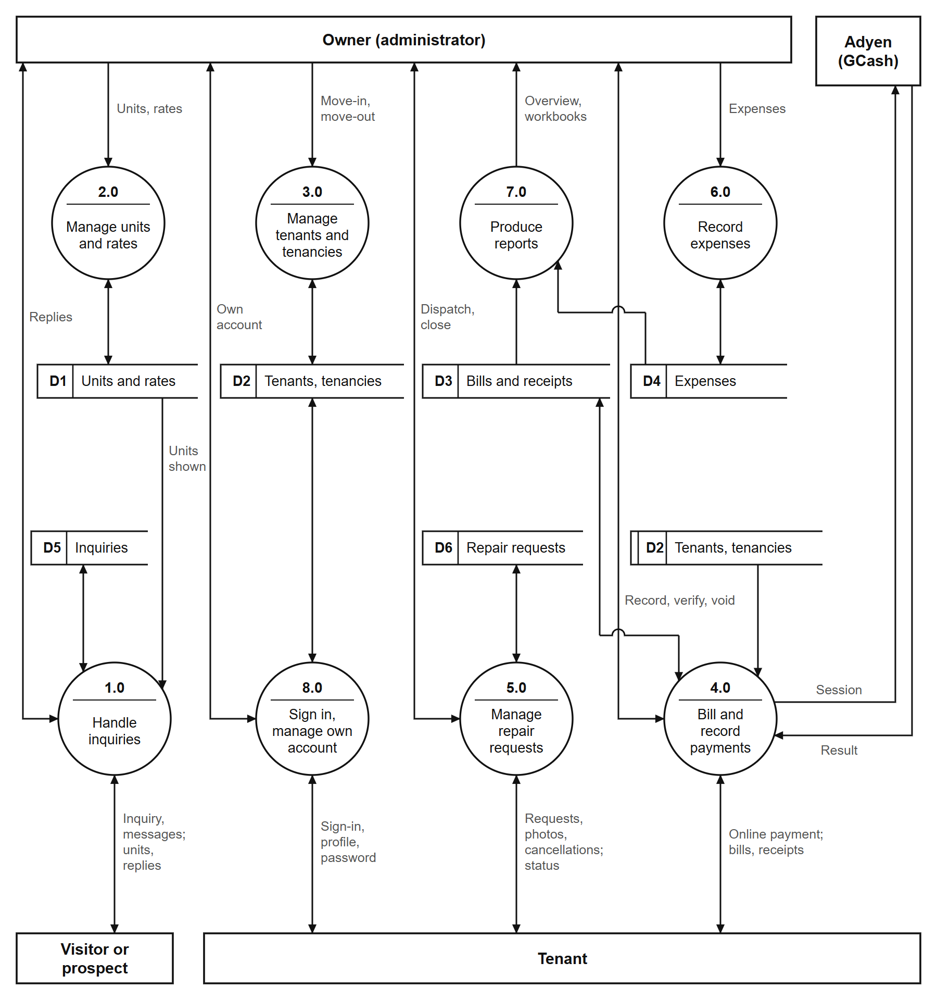 Owner (administrator)
Adyen
(GCash)
Units, rates
Move-in,
move-out
Overview,
workbooks
Expenses
2.0
Manage units
and rates
3.0
Manage
tenants and
tenancies
7.0
Produce
reports
6.0
Record
expenses
Replies
Own
account
Dispatch,
close
D1 Units and rates
D2 Tenants, tenancies
D3 Bills and receipts
D4 Expenses
Units
shown
D5 Inquiries
D6 Repair requests
D2 Tenants, tenancies
Record, verify, void
1.0
Handle
inquiries
8.0
Sign in,
manage own
account
5.0
Manage
repair
requests
4.0
Bill and
record
payments
Session
Result
Inquiry,
messages;
units,
replies
Sign-in,
profile,
password
Requests,
photos,
cancellations;
status
Online payment;
bills, receipts
Visitor or
prospect
Tenant